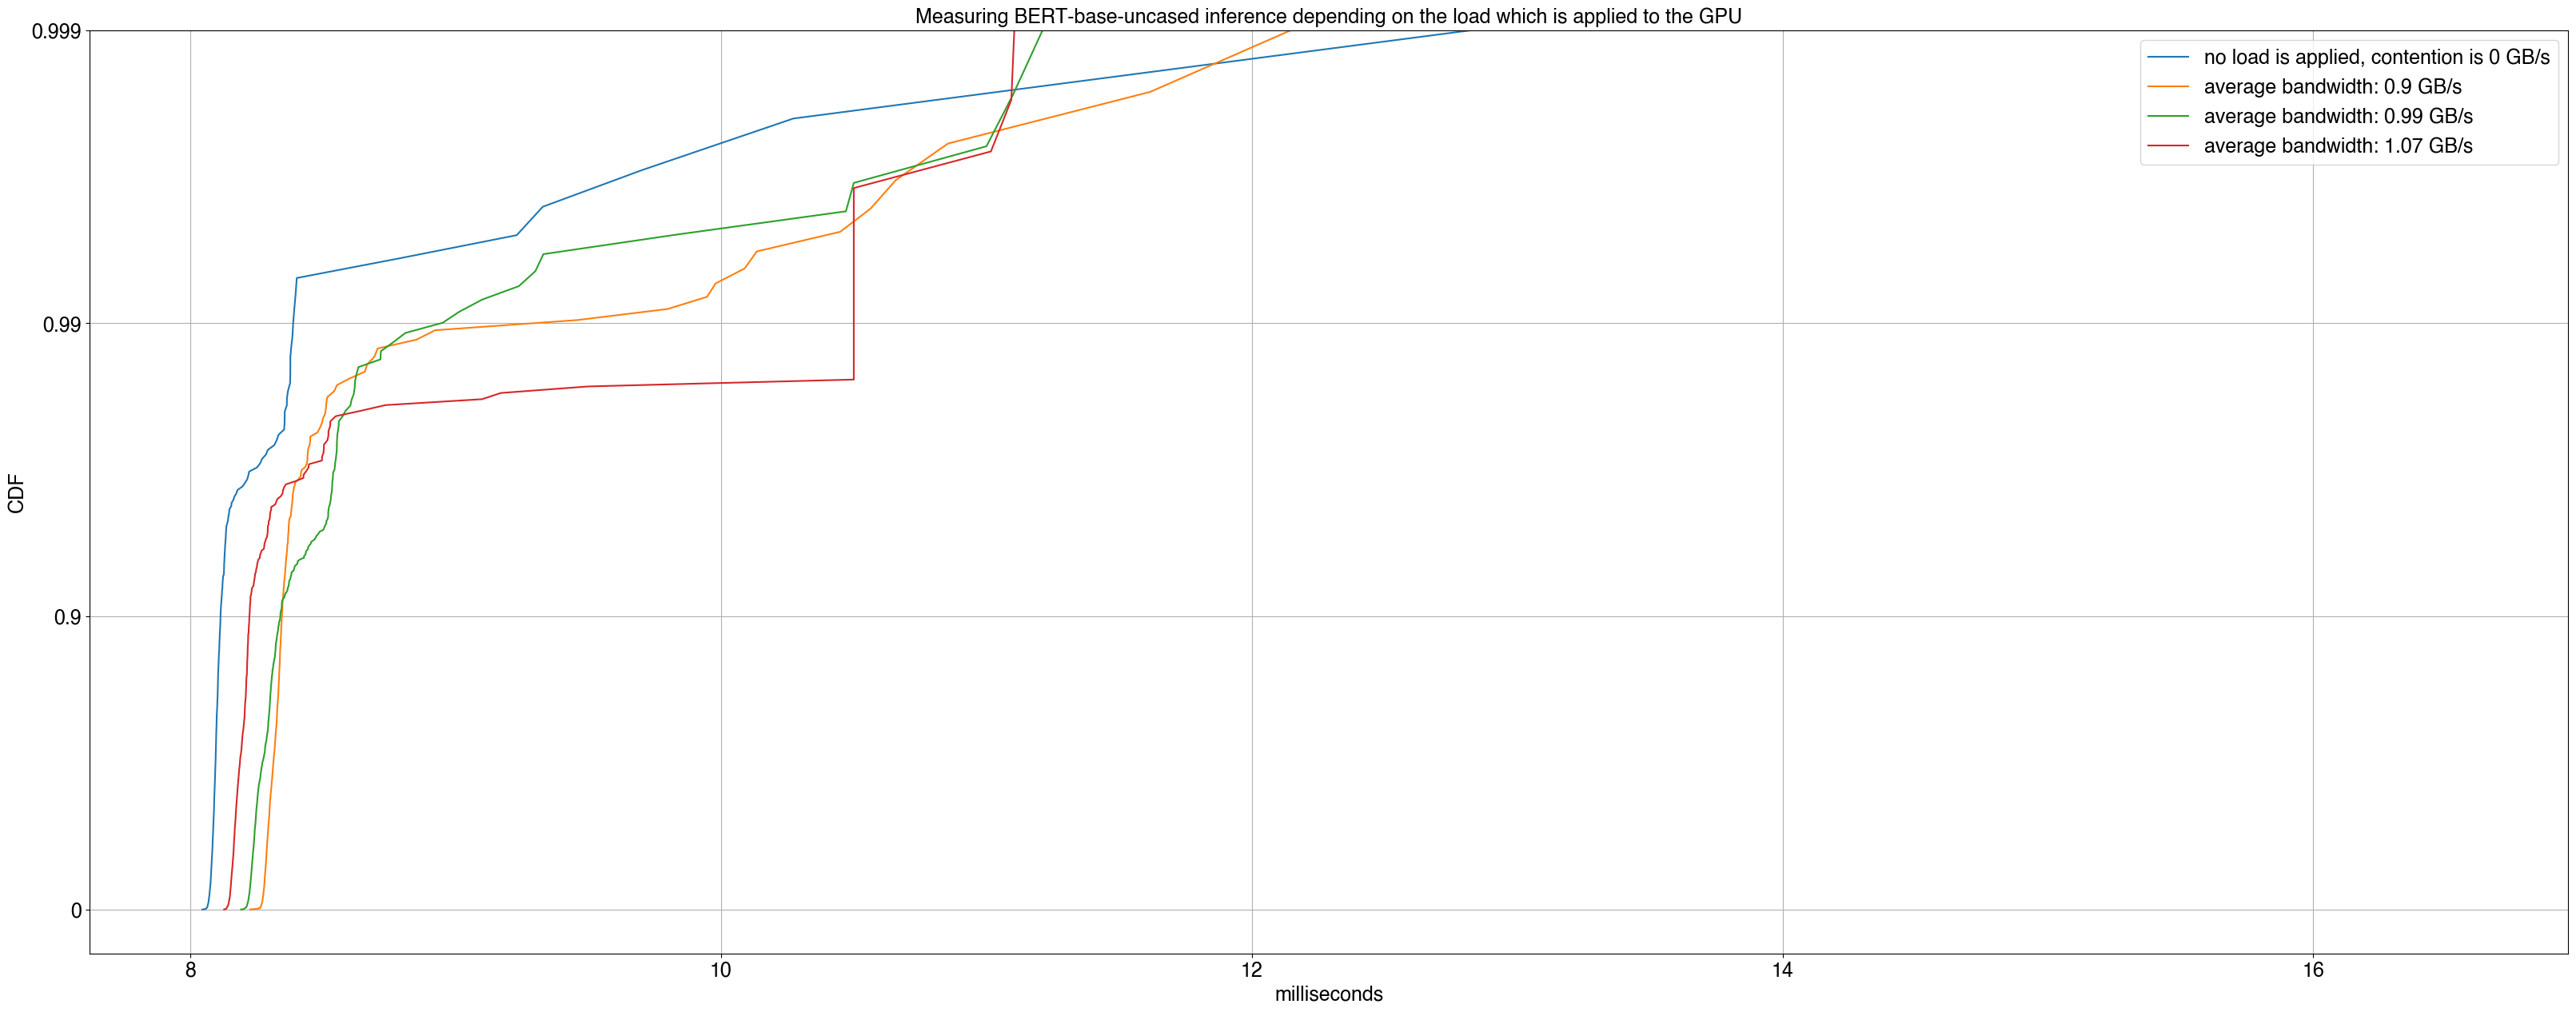 Measuring BERT-base-uncased inference depending on the load which is applied to the GPU
0.999
no load is applied, contention is 0 GB/s
average bandwidth: 0.9 GB/s
average bandwidth: 0.99 GB/s
average bandwidth: 1.07 GB/s
0.99
CDF
0.9
0
8 10 12 14 16
milliseconds